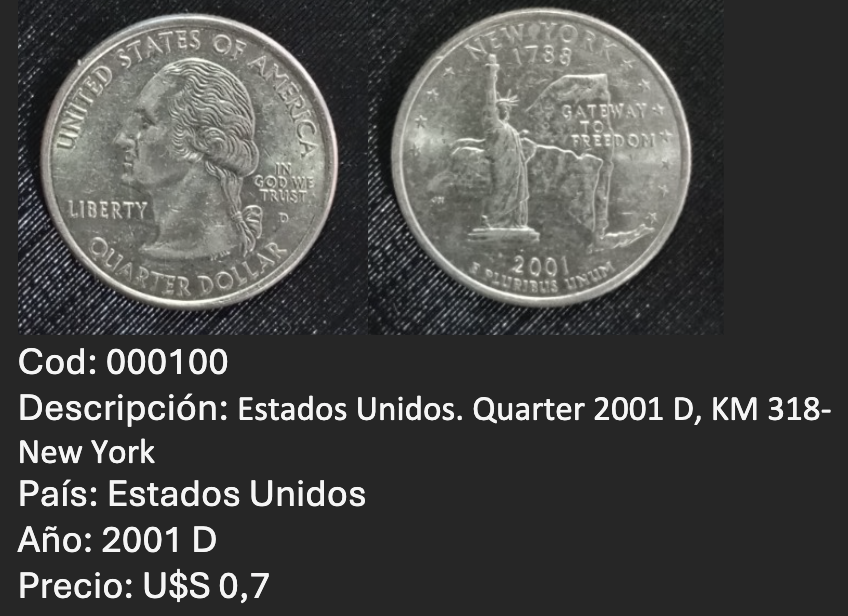 UNITED STATES OF AMERICA
IN
GOD WE
TRUST
D
LIBERTY
QUARTER DOLLAR
NEW YORK
1788
GATEWAY
TO
FREEDOM
2001
E PLURIBUS UNUM
Cod: 000100
Descripción: Estados Unidos. Quarter 2001 D, KM 318-
New York
País: Estados Unidos
Año: 2001 D
Precio: U$S 0,7